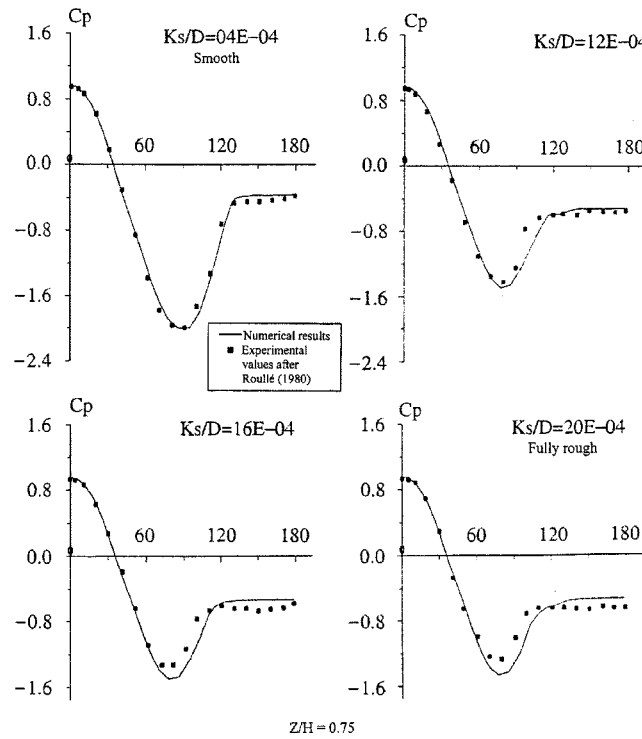 Cp
Ks/D=04E-04
Smooth
1.6
0.8
0.0
-0.8
-1.6
-2.4
0
60
120
180
Cp
Ks/D=12E-04
1.6
0.8
0.0
-0.8
-1.6
-2.4
0
60
120
180
Numerical results
Experimental
values after
Roullé (1980)
Cp
Ks/D=16E-04
1.6
0.8
0.0
-0.8
-1.6
0
60
120
180
Cp
Ks/D=20E-04
Fully rough
1.6
0.8
0.0
-0.8
-1.6
0
60
120
180
Z/H = 0.75